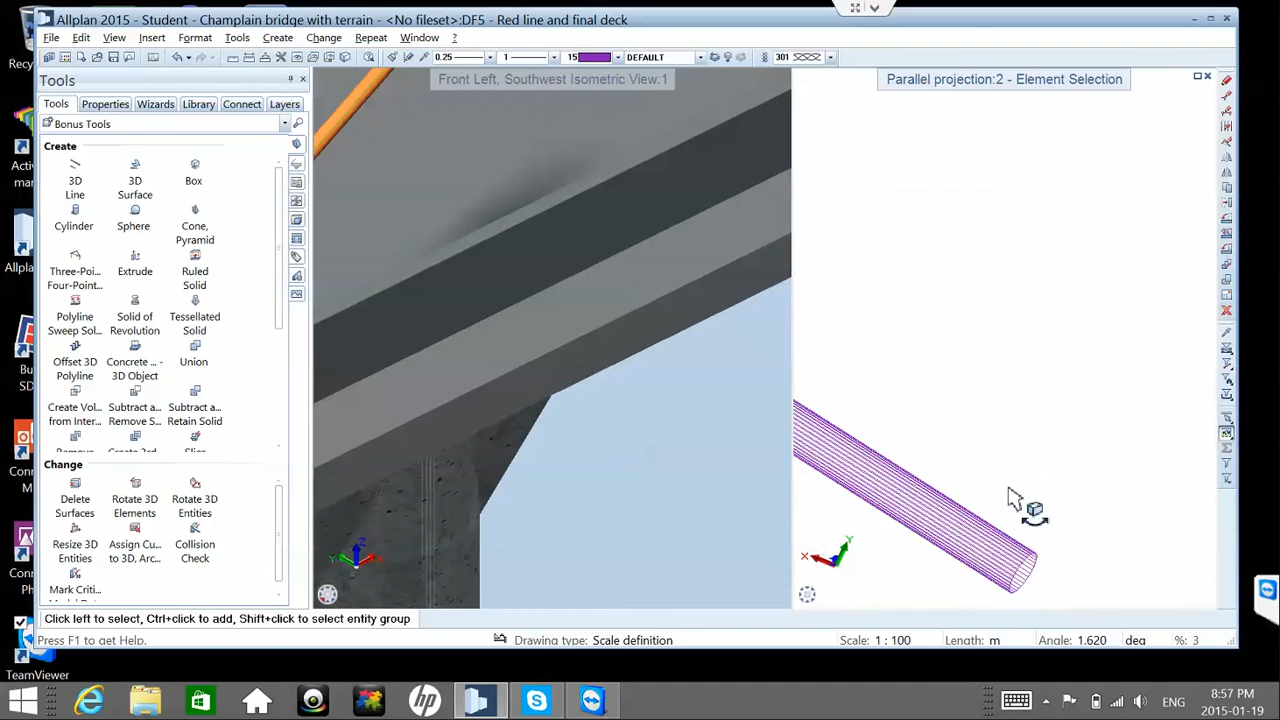 Allplan 2015 - Student - Champlain bridge with terrain - <No fileset>:DF5 - Red line and final deck
File Edit View Insert Format Tools Create Change Repeat Window ?
0.25 1 15 DEFAULT 301
Tools
Tools Properties Wizards Library Connect Layers
Bonus Tools
Create
3D Line
3D Surface
Box
Cylinder
Sphere
Cone, Pyramid
Three-Poi... Four-Point...
Extrude
Ruled Solid
Polyline Sweep Sol...
Solid of Revolution
Tessellated Solid
Offset 3D Polyline
Concrete ... - 3D Object
Union
Create Vol... from Inter...
Subtract a... Remove S...
Subtract a... Retain Solid
Change
Delete Surfaces
Rotate 3D Elements
Rotate 3D Entities
Resize 3D Entities
Assign Cu... to 3D, Arc...
Collision Check
Mark Criti...
Front Left, Southwest Isometric View:1
Parallel projection:2 - Element Selection
Z
Y X
Y
X
Click left to select, Ctrl+click to add, Shift+click to select entity group
Press F1 to get Help.
Drawing type: Scale definition
Scale: 1 : 100 Length: m Angle: 1.620 deg %: 3
Recy
Activ
Allpla
TeamViewer
ENG
8:57 PM
2015-01-19
hp